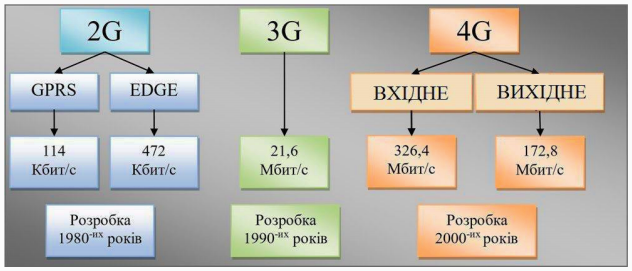 2G
3G
4G
GPRS
EDGE
ВХІДНЕ
ВИХІДНЕ
114
Кбит/с
472
Кбит/с
21,6
Мбит/с
326,4
Мбит/с
172,8
Мбит/с
Розробка
1980-их років
Розробка
1990-их років
Розробка
2000-их років